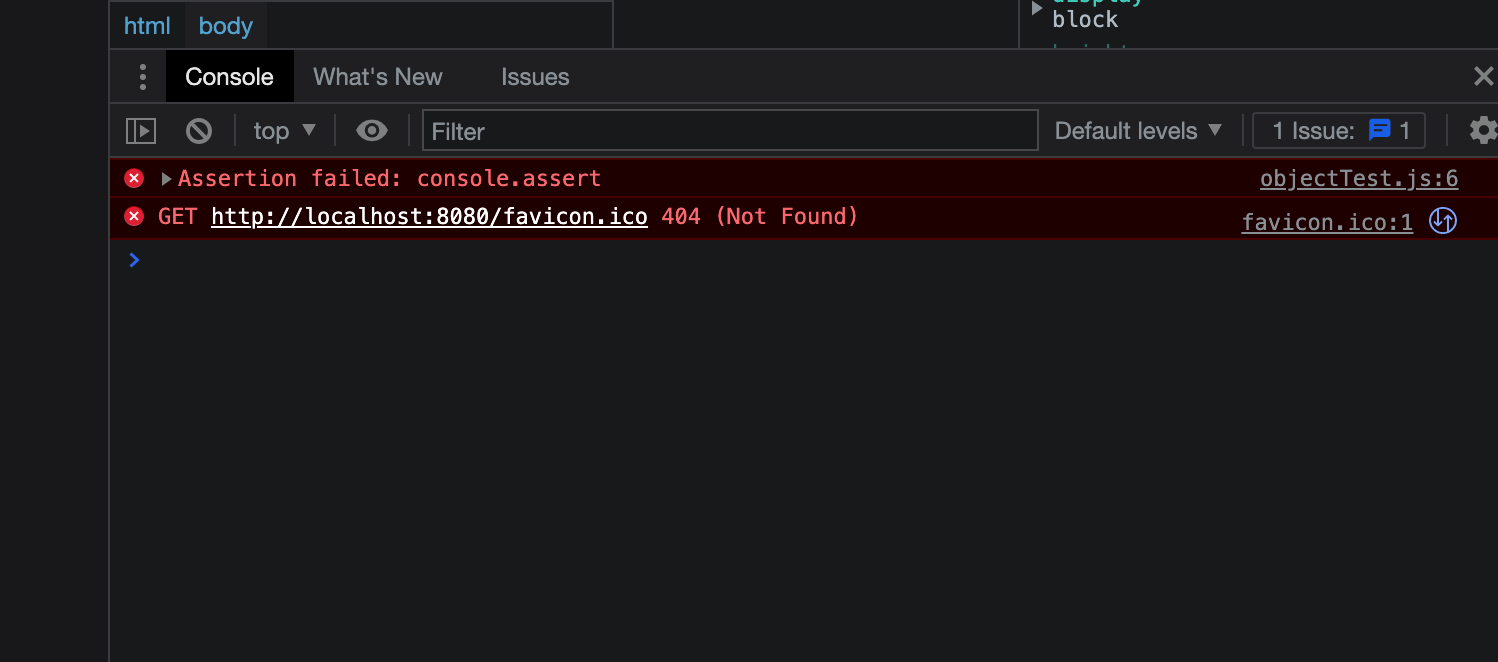 display
html body
block
Console What's New Issues
top Filter Default levels 1 Issue: 1
Assertion failed: console.assert objectTest.js:6
GET http://localhost:8080/favicon.ico 404 (Not Found) favicon.ico:1